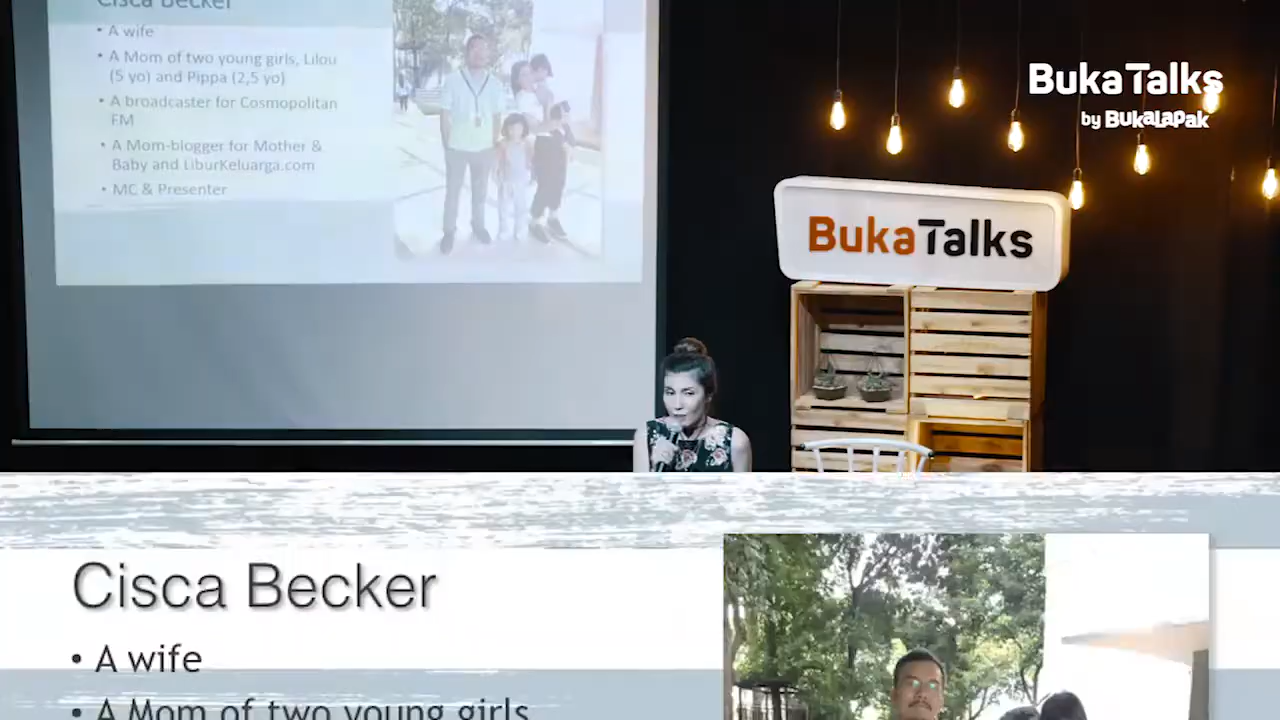 Cisca Becker
• A wife
• A Mom of two young girls, Lilou
(5 yo) and Pippa (2,5 yo)
• A broadcaster for Cosmopolitan
FM
• A Mom-blogger for Mother &
Baby and LiburKeluarga.com
• MC & Presenter
BukaTalks
by BukaLapak
BukaTalks
Cisca Becker
• A wife
• A Mom of two young girls